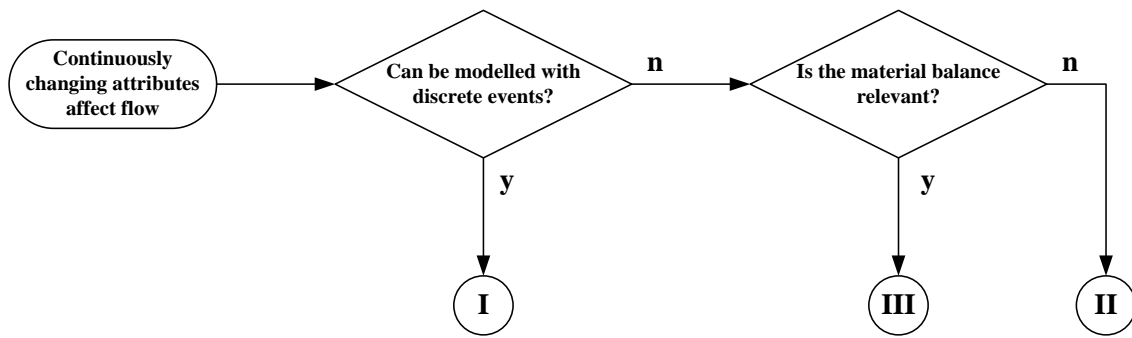 Continuously
changing attributes
affect flow
Can be modelled with
discrete events?
n
Is the material balance
relevant?
n
y
y
I
III
II